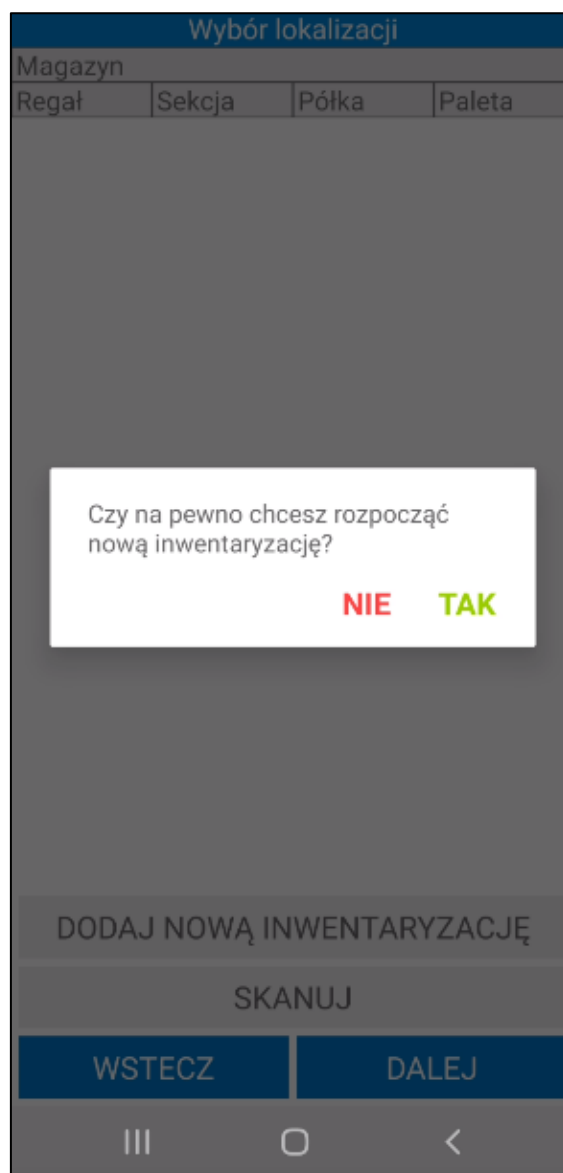 Wybór lokalizacji
Magazyn
Regał Sekcja Półka Paleta
Czy na pewno chcesz rozpocząć
nową inwentaryzację?
NIE TAK
DODAJ NOWĄ INWENTARYZACJĘ
SKANUJ
WSTECZ DALEJ